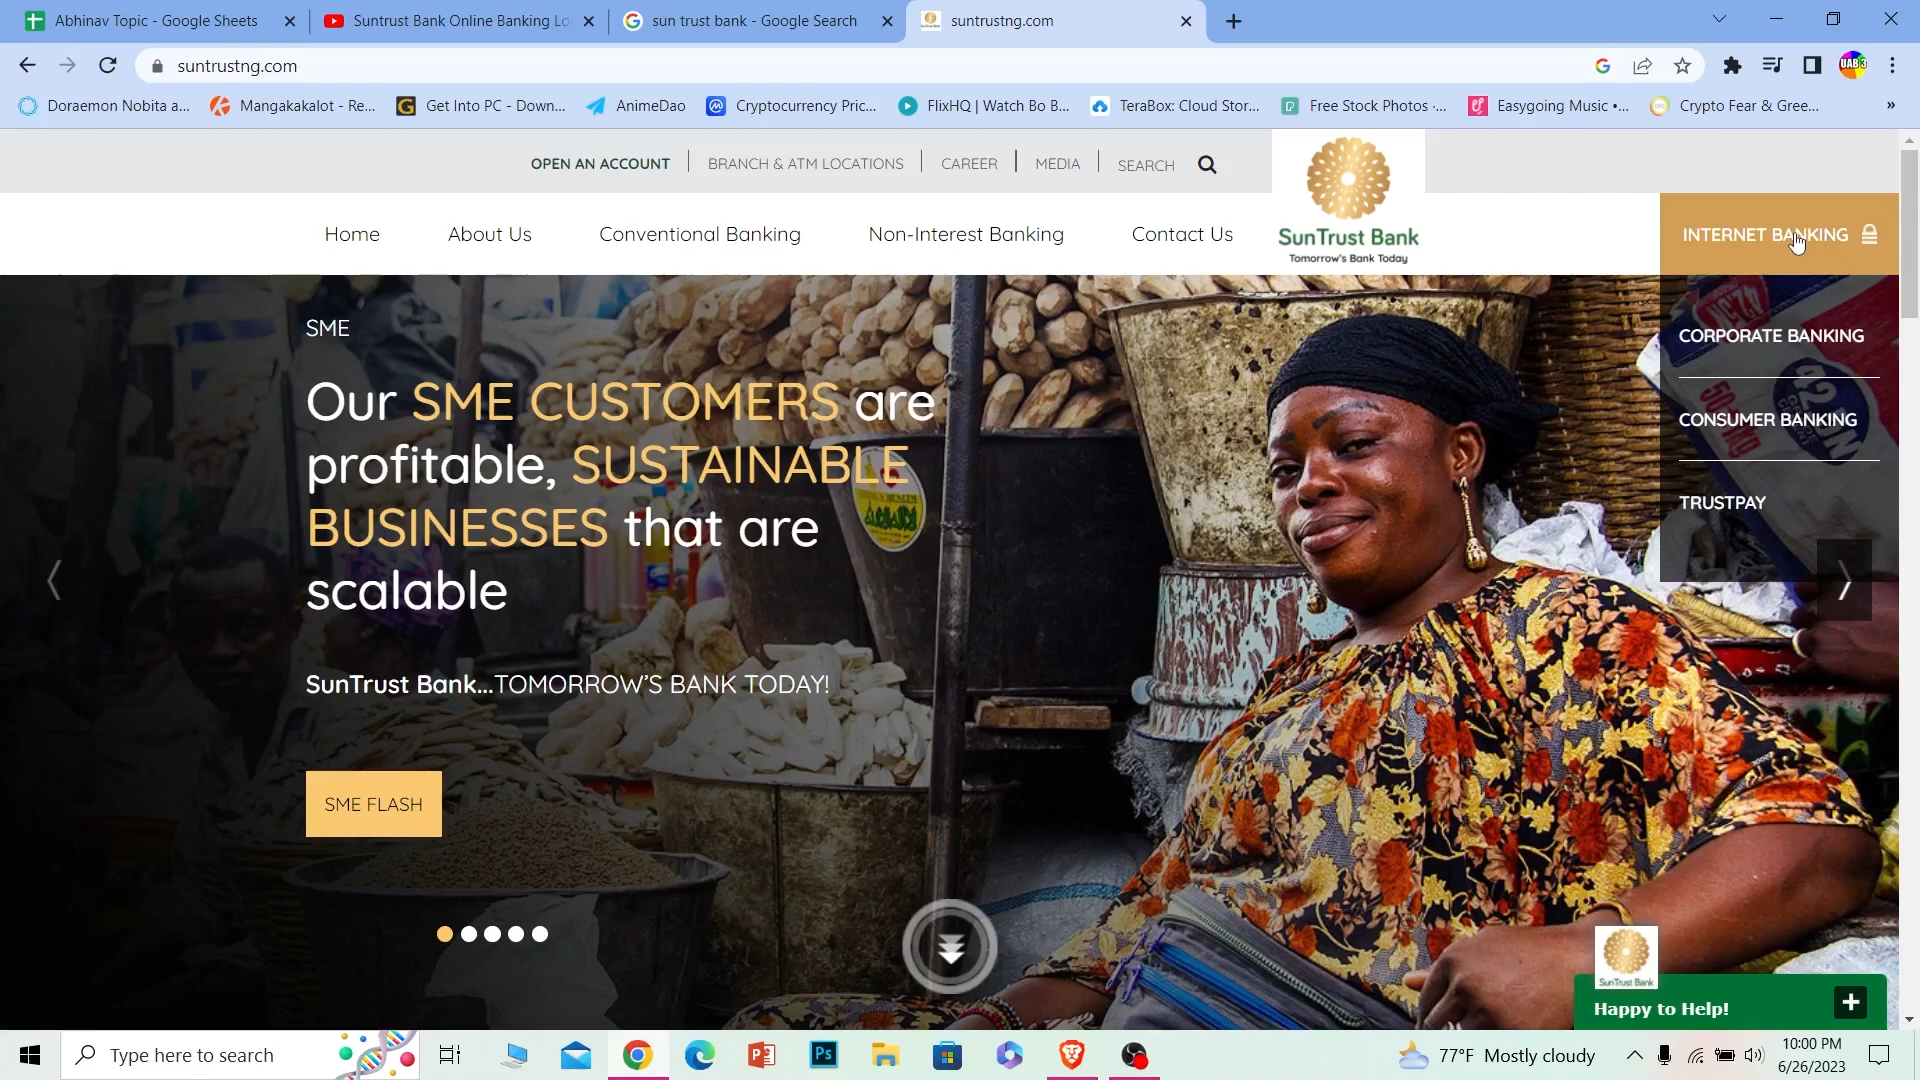 Abhinav Topic - Google Sheets
Suntrust Bank Online Banking Lo
sun trust bank - Google Search
suntrustng.com
suntrustng.com
UAB 3
Doraemon Nobita a...
Mangakakalot - Re...
Get Into PC - Down...
AnimeDao
Cryptocurrency Pric...
FlixHQ | Watch Bo B...
TeraBox: Cloud Stor...
Free Stock Photos ·...
Easygoing Music •...
Crypto Fear & Gree...
»
OPEN AN ACCOUNT
BRANCH & ATM LOCATIONS
CAREER
MEDIA
SEARCH
Home
About Us
Conventional Banking
Non-Interest Banking
Contact Us
SunTrust Bank
Tomorrow's Bank Today
INTERNET BANKING
CORPORATE BANKING
CONSUMER BANKING
TRUSTPAY
SME
Our SME CUSTOMERS are
profitable, SUSTAINABLE
BUSINESSES that are
scalable
SunTrust Bank...TOMORROW'S BANK TODAY!
SME FLASH
SunTrust Bank
Happy to Help!
Type here to search
Ps
77°F Mostly cloudy
10:00 PM
6/26/2023